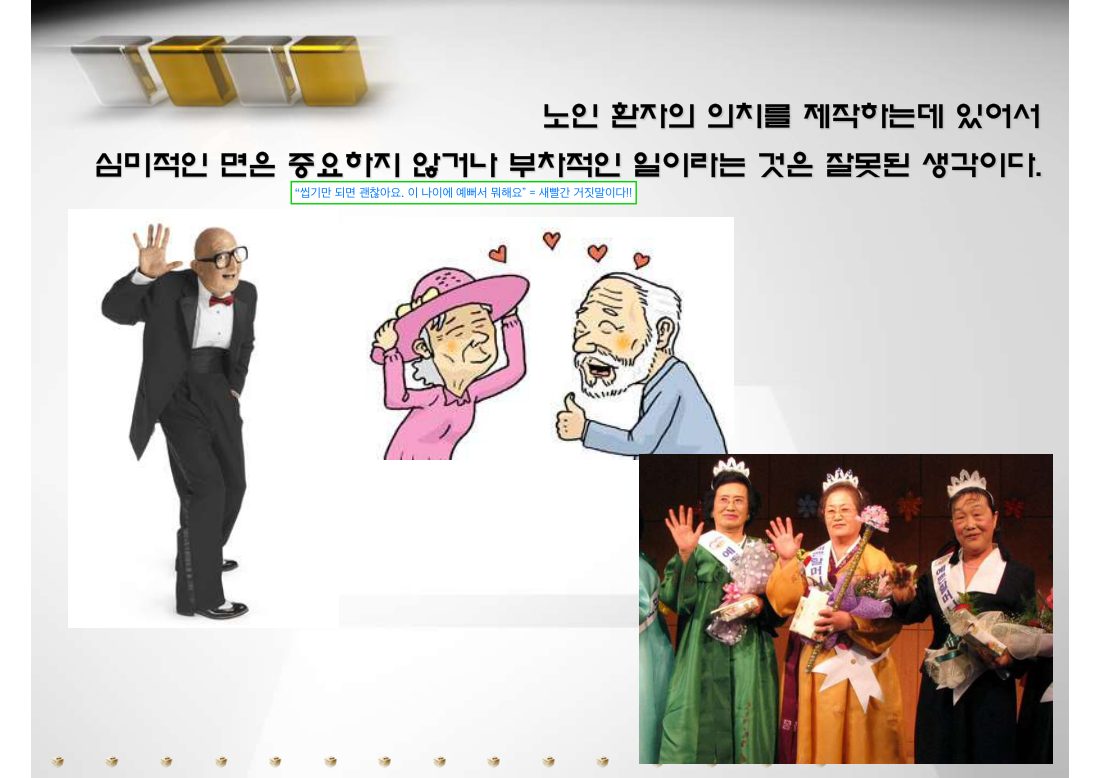 노인 환자의 의치를 제작하는데 있어서
심미적인 면은 중요하지 않거나 부차적인 일이라는 것은 잘못된 생각이다.
“씹기만 되면 괜찮아요. 이 나이에 예뻐서 뭐해요” = 새빨간 거짓말이다!!